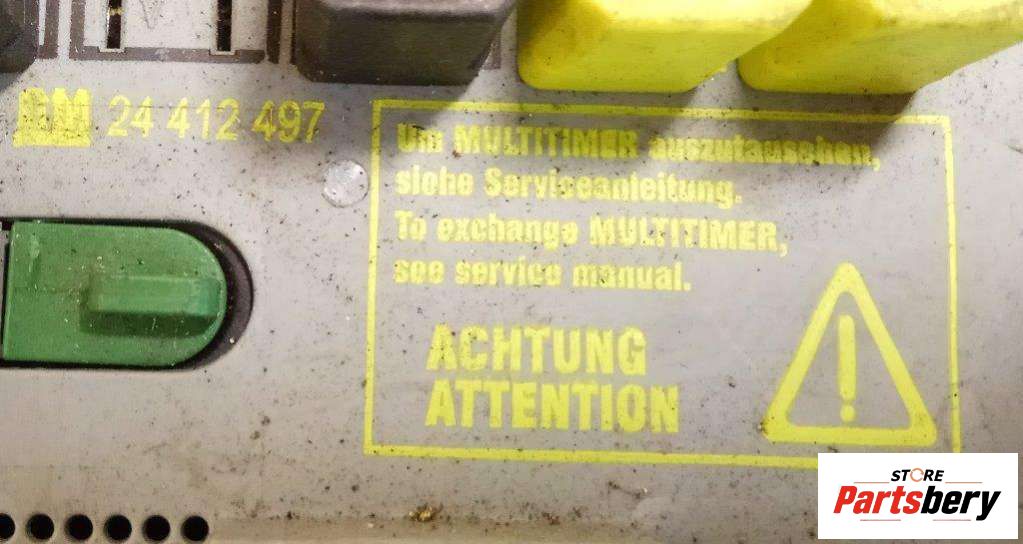 GM 24 412 497
Um MULTITIMER auszutauschen,
siehe Serviceanleitung.
To exchange MULTITIMER,
see service manual.
ACHTUNG
ATTENTION
!
STORE
Partsbery